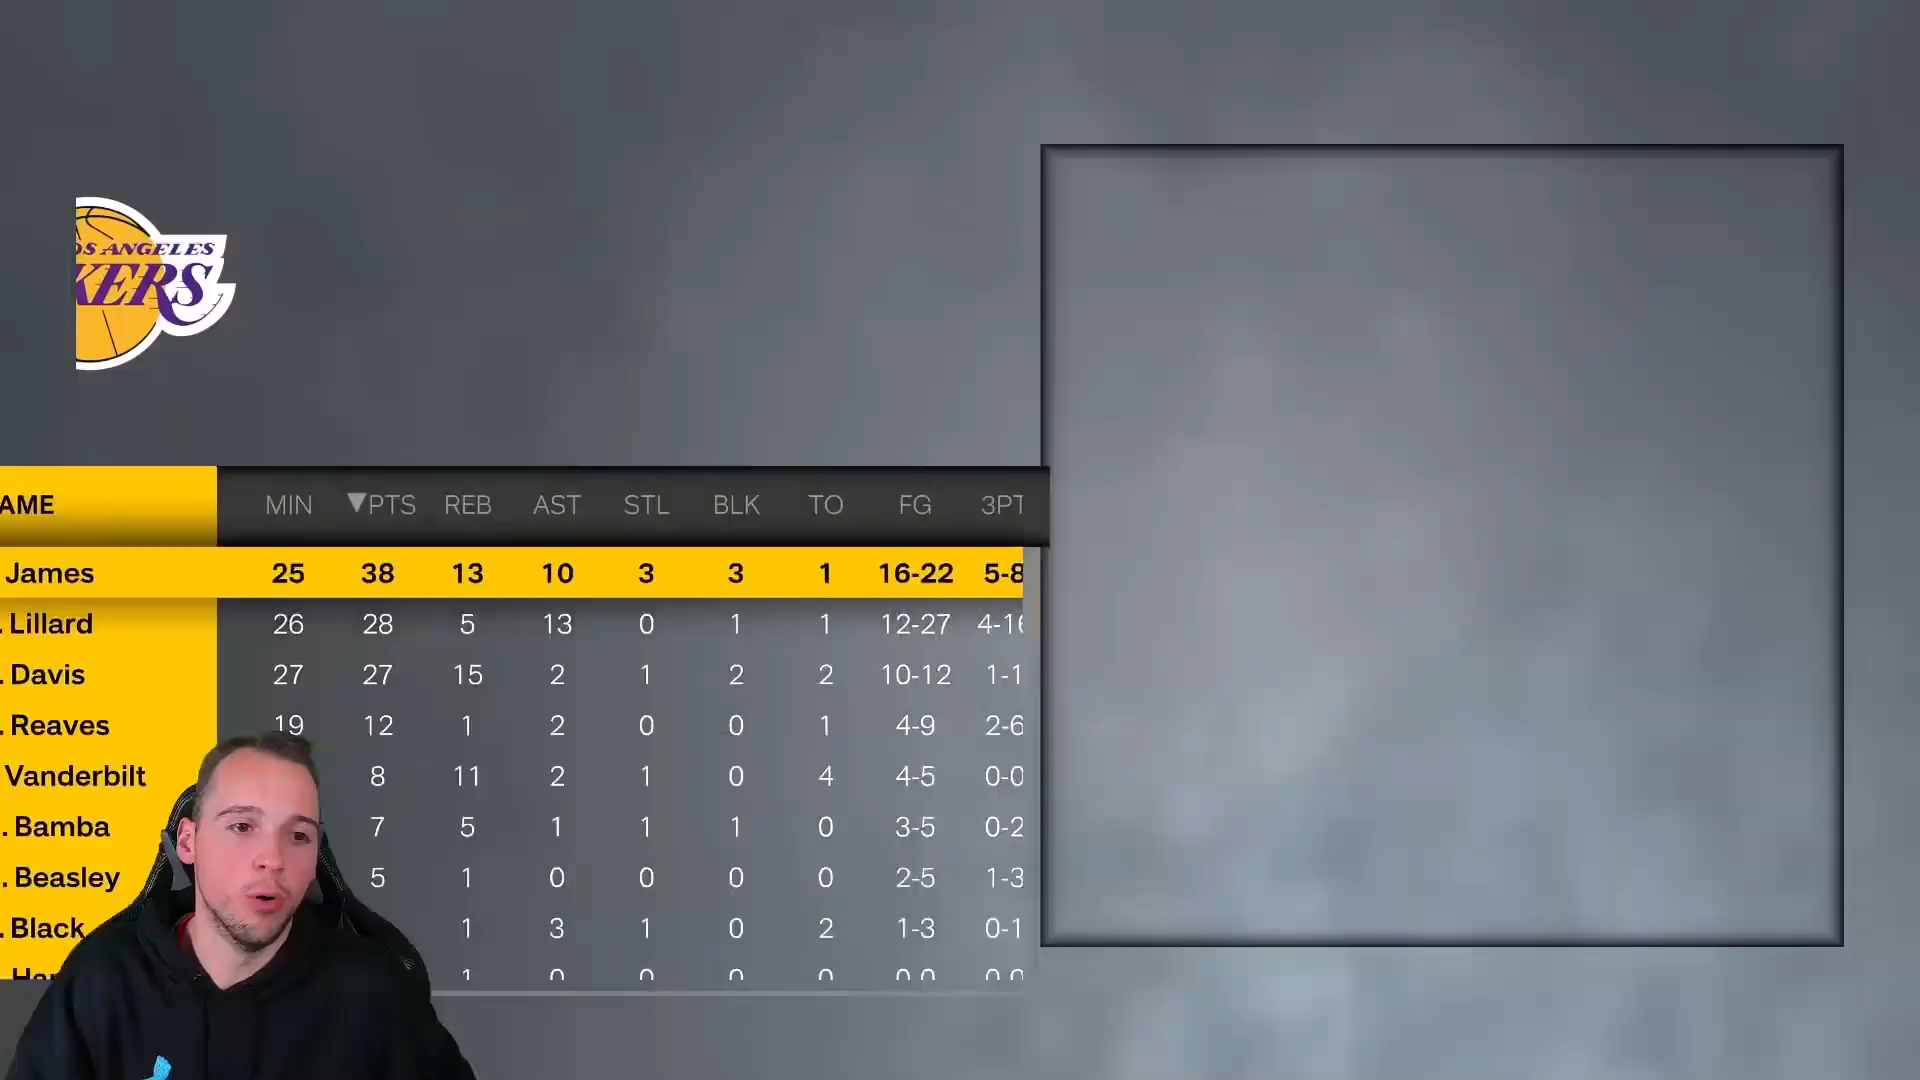 OS ANGELES
KERS
AME MIN ▼PTS REB AST STL BLK TO FG 3PT
James 25 38 13 10 3 3 1 16-22 5-8
. Lillard 26 28 5 13 0 1 1 12-27 4-16
. Davis 27 27 15 2 1 2 2 10-12 1-1
. Reaves 19 12 1 2 0 0 1 4-9 2-6
Vanderbilt 8 11 2 1 0 4 4-5 0-0
. Bamba 7 5 1 1 1 0 3-5 0-2
. Beasley 5 1 0 0 0 0 2-5 1-3
. Black 1 3 1 0 2 1-3 0-1